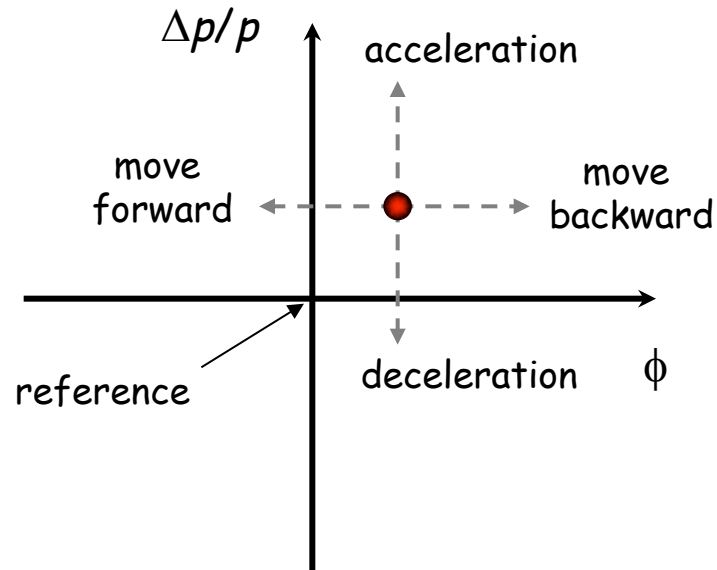 Δp/p
acceleration
move
forward
move
backward
reference
deceleration
ϕ